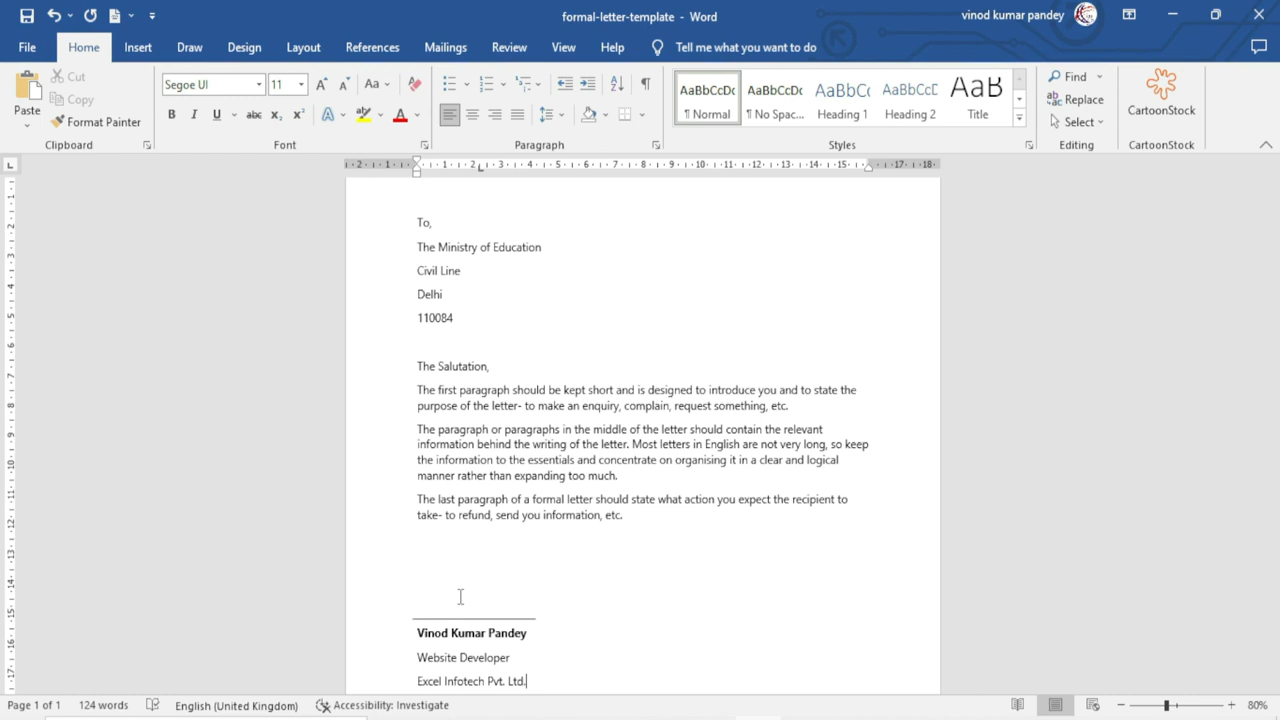 formal-letter-template - Word
vinod kumar pandey
File Home Insert Draw Design Layout References Mailings Review View Help Tell me what you want to do
Paste
Cut
Copy
Format Painter
Clipboard
Segoe UI 11
Font
Paragraph
AaBbCcDc AaBbCcDc AaBbCc AaBbCcD AaB
¶ Normal ¶ No Spac... Heading 1 Heading 2 Title
Styles
Find
Replace
Select
Editing
CartoonStock
CartoonStock
To,
The Ministry of Education
Civil Line
Delhi
110084
The Salutation,
The first paragraph should be kept short and is designed to introduce you and to state the
purpose of the letter- to make an enquiry, complain, request something, etc.
The paragraph or paragraphs in the middle of the letter should contain the relevant
information behind the writing of the letter. Most letters in English are not very long, so keep
the information to the essentials and concentrate on organising it in a clear and logical
manner rather than expanding too much.
The last paragraph of a formal letter should state what action you expect the recipient to
take- to refund, send you information, etc.
Vinod Kumar Pandey
Website Developer
Excel Infotech Pvt. Ltd.
Page 1 of 1 124 words English (United Kingdom) Accessibility: Investigate 80%